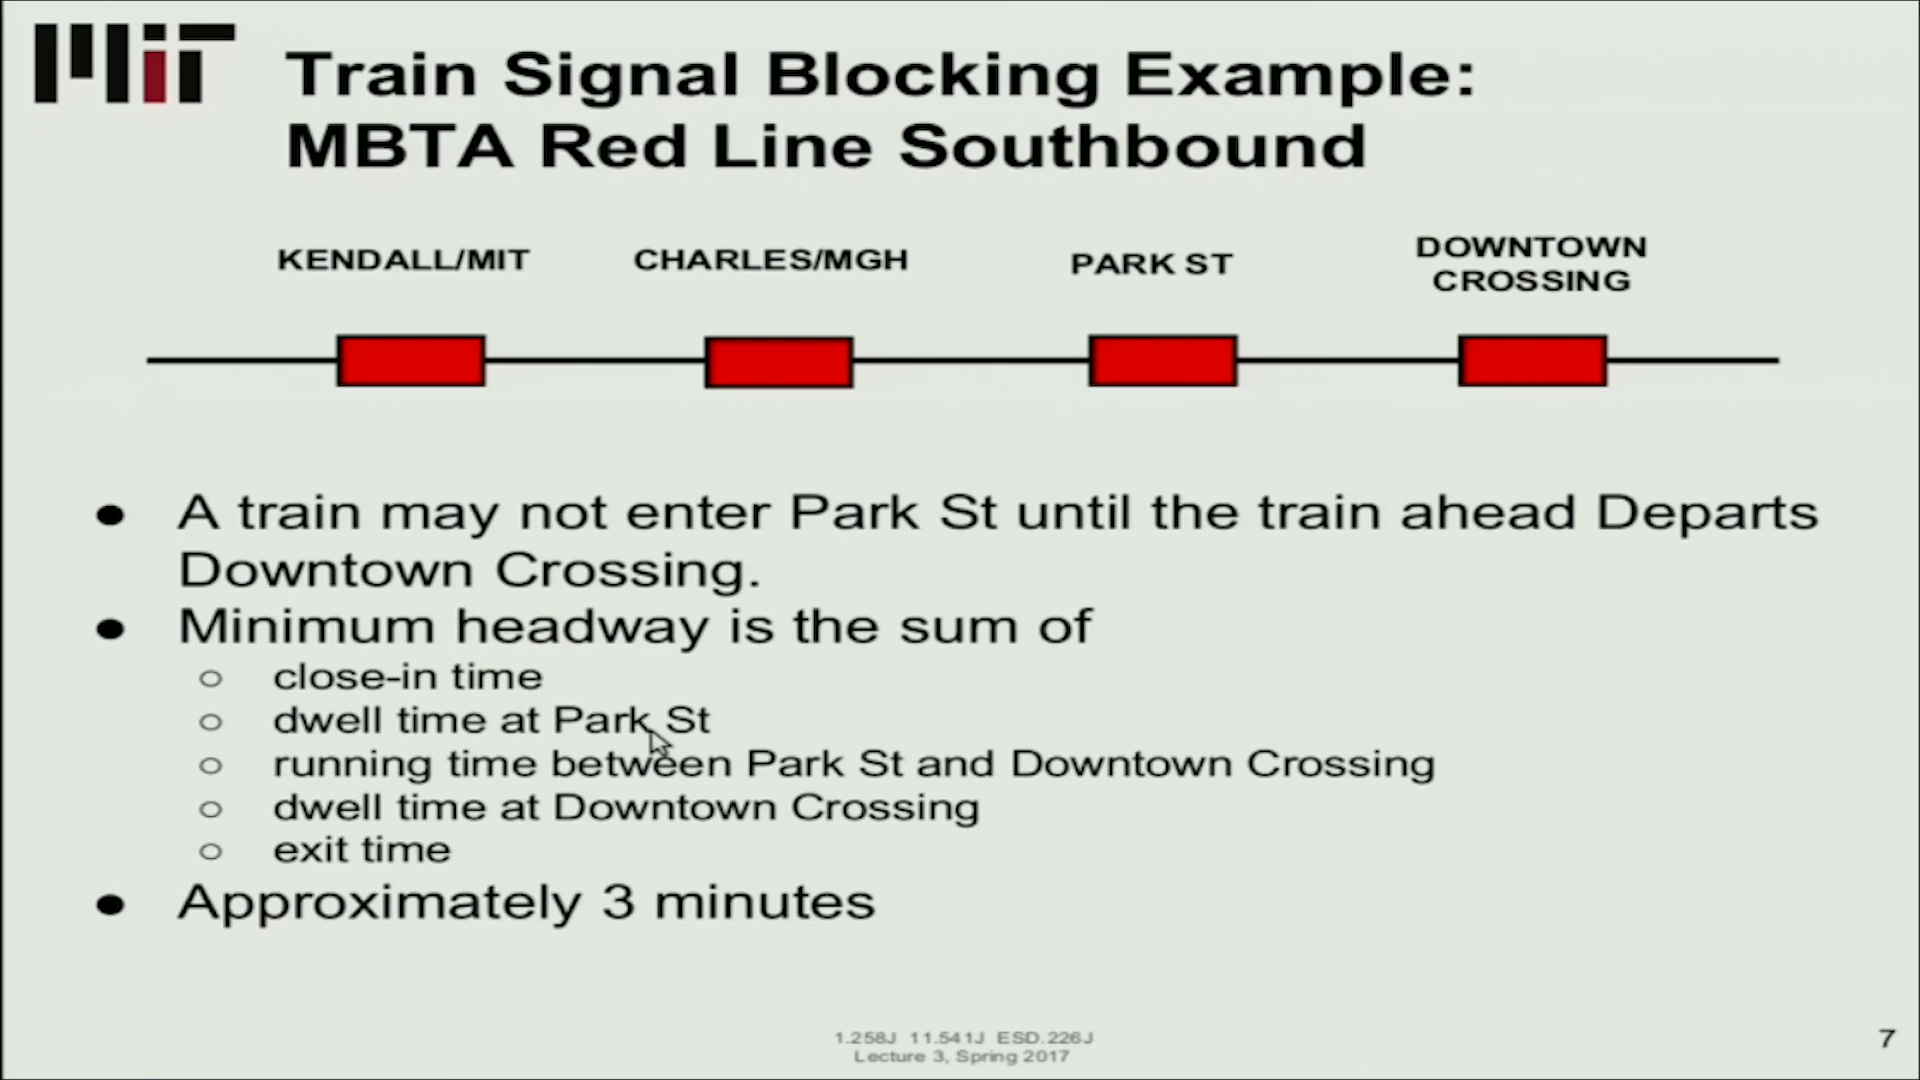 MIT
Train Signal Blocking Example:
MBTA Red Line Southbound
KENDALL/MIT
CHARLES/MGH
PARK ST
DOWNTOWN
CROSSING
● A train may not enter Park St until the train ahead Departs
Downtown Crossing.
● Minimum headway is the sum of
○ close-in time
○ dwell time at Park St
○ running time between Park St and Downtown Crossing
○ dwell time at Downtown Crossing
○ exit time
● Approximately 3 minutes
1.258J 11.541J ESD.226J
Lecture 3, Spring 2017
7